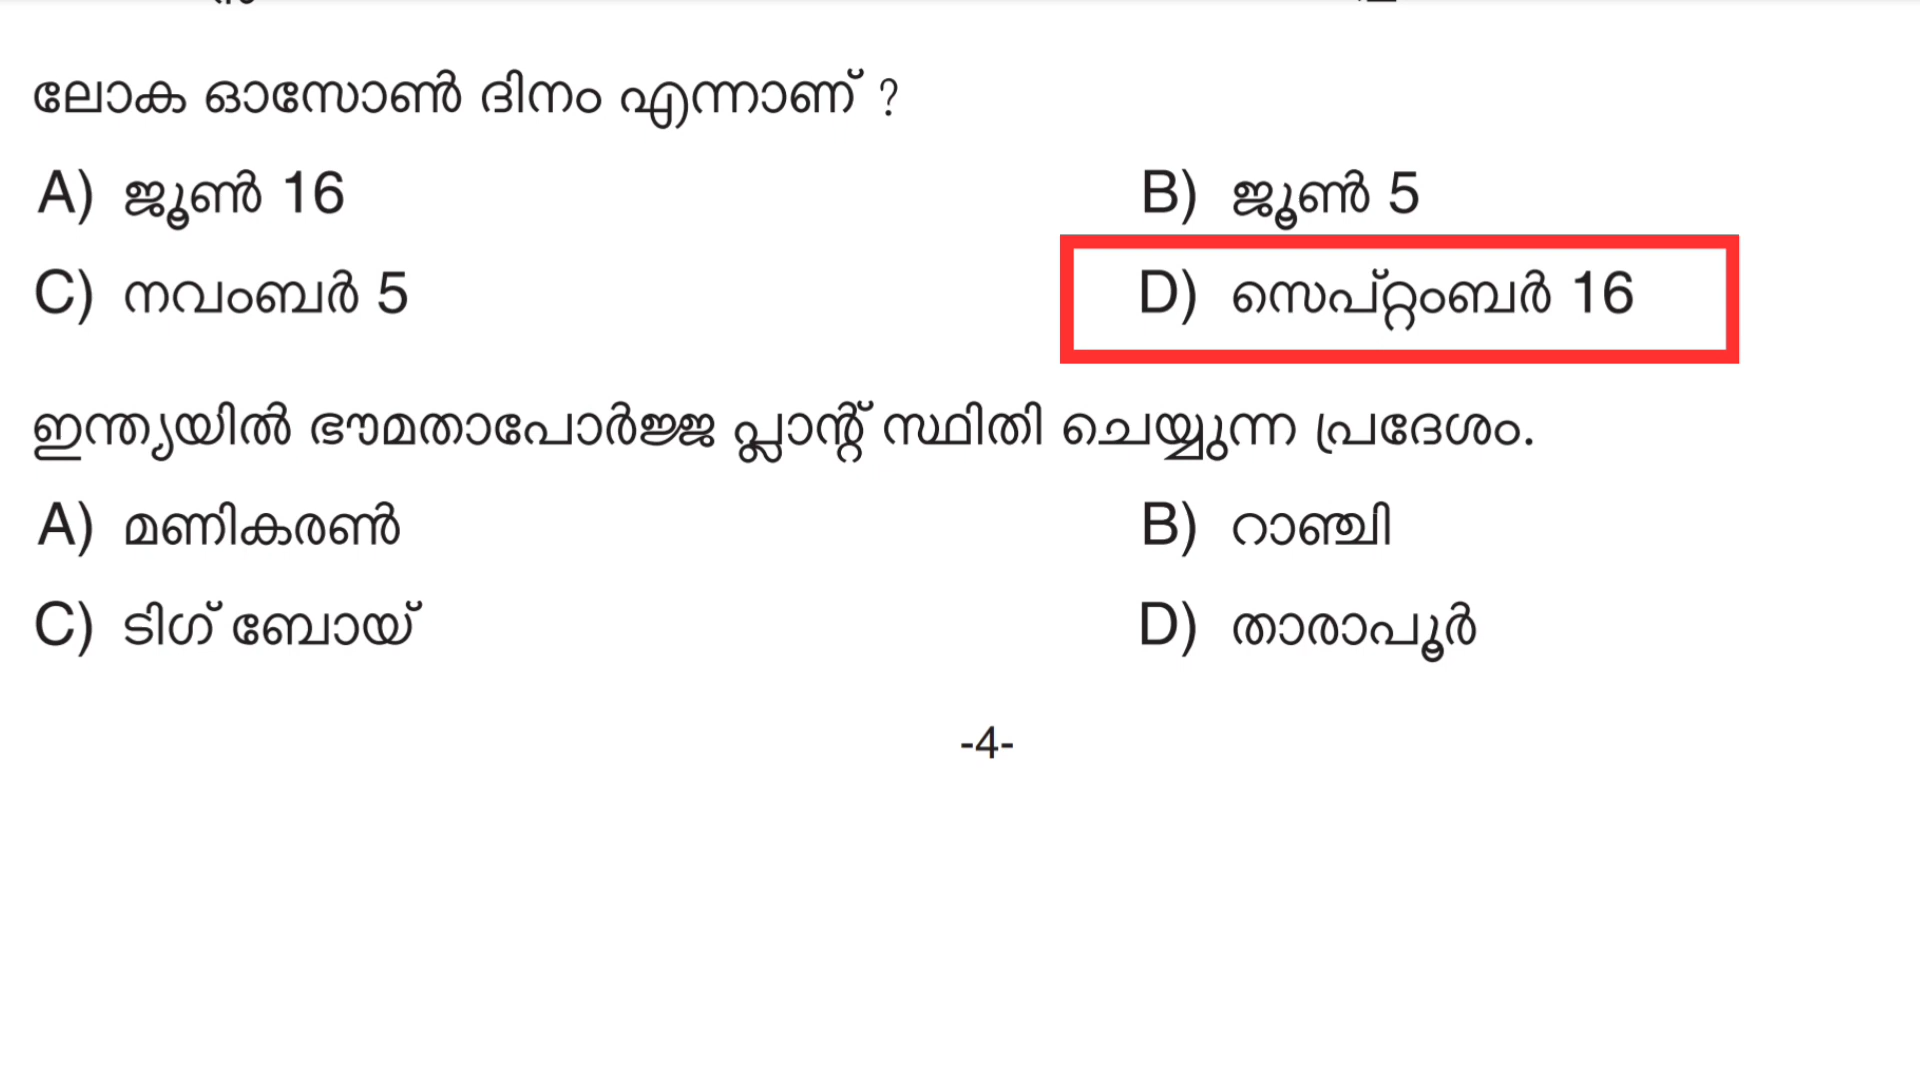 ലോക ഓസോൺ ദിനം എന്നാണ് ?
A) ജൂൺ 16 B) ജൂൺ 5
C) നവംബർ 5 D) സെപ്റ്റംബർ 16
ഇന്ത്യയിൽ ഭൗമതാപോർജ്ജ പ്ലാന്റ് സ്ഥിതി ചെയ്യുന്ന പ്രദേശം.
A) മണികരൺ B) റാഞ്ചി
C) ടിഗ് ബോയ് D) താരാപൂർ
-4-